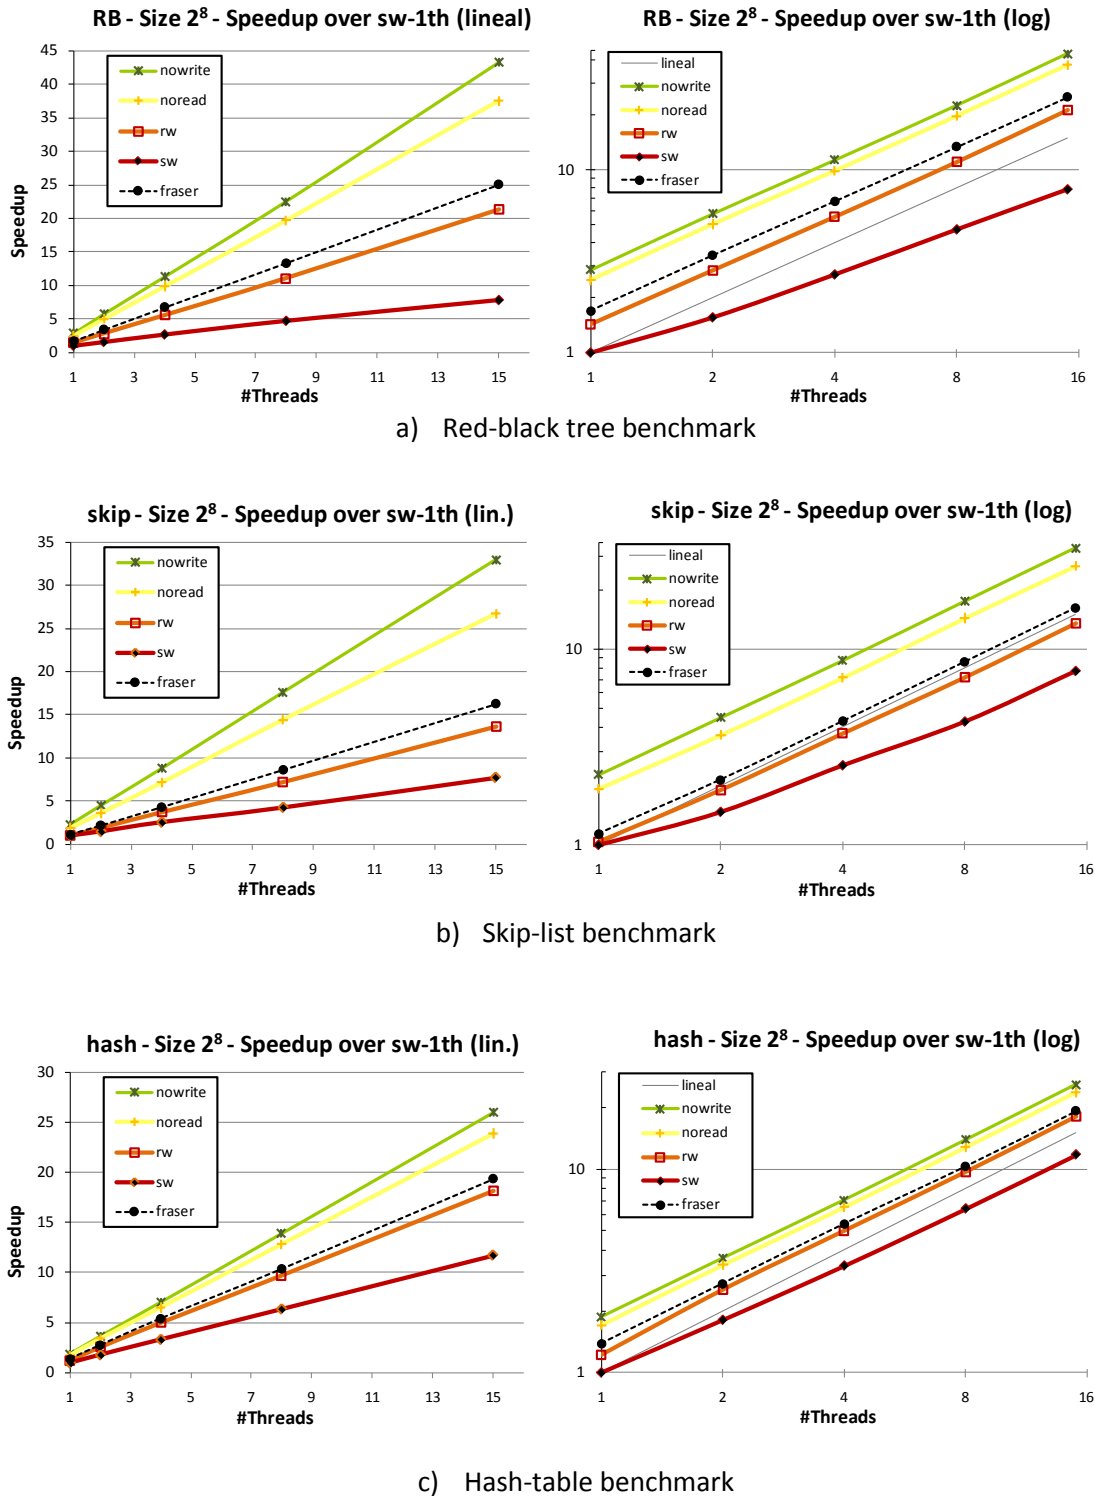 RB - Size 2⁸ - Speedup over sw-1th (lineal)
45
40
35
30
25
20
15
10
5
0
Speedup
nowrite
noread
rw
sw
fraser
1 3 5 7 9 11 13 15
#Threads
RB - Size 2⁸ - Speedup over sw-1th (log)
10
1
lineal
nowrite
noread
rw
sw
fraser
1 2 4 8 16
#Threads
a) Red-black tree benchmark
skip - Size 2⁸ - Speedup over sw-1th (lin.)
35
30
25
20
15
10
5
0
Speedup
nowrite
noread
rw
sw
fraser
1 3 5 7 9 11 13 15
#Threads
skip - Size 2⁸ - Speedup over sw-1th (log)
10
1
lineal
nowrite
noread
rw
sw
fraser
1 2 4 8 16
#Threads
b) Skip-list benchmark
hash - Size 2⁸ - Speedup over sw-1th (lin.)
30
25
20
15
10
5
0
Speedup
nowrite
noread
rw
sw
fraser
1 3 5 7 9 11 13 15
#Threads
hash - Size 2⁸ - Speedup over sw-1th (log)
10
1
lineal
nowrite
noread
rw
sw
fraser
1 2 4 8 16
#Threads
c) Hash-table benchmark